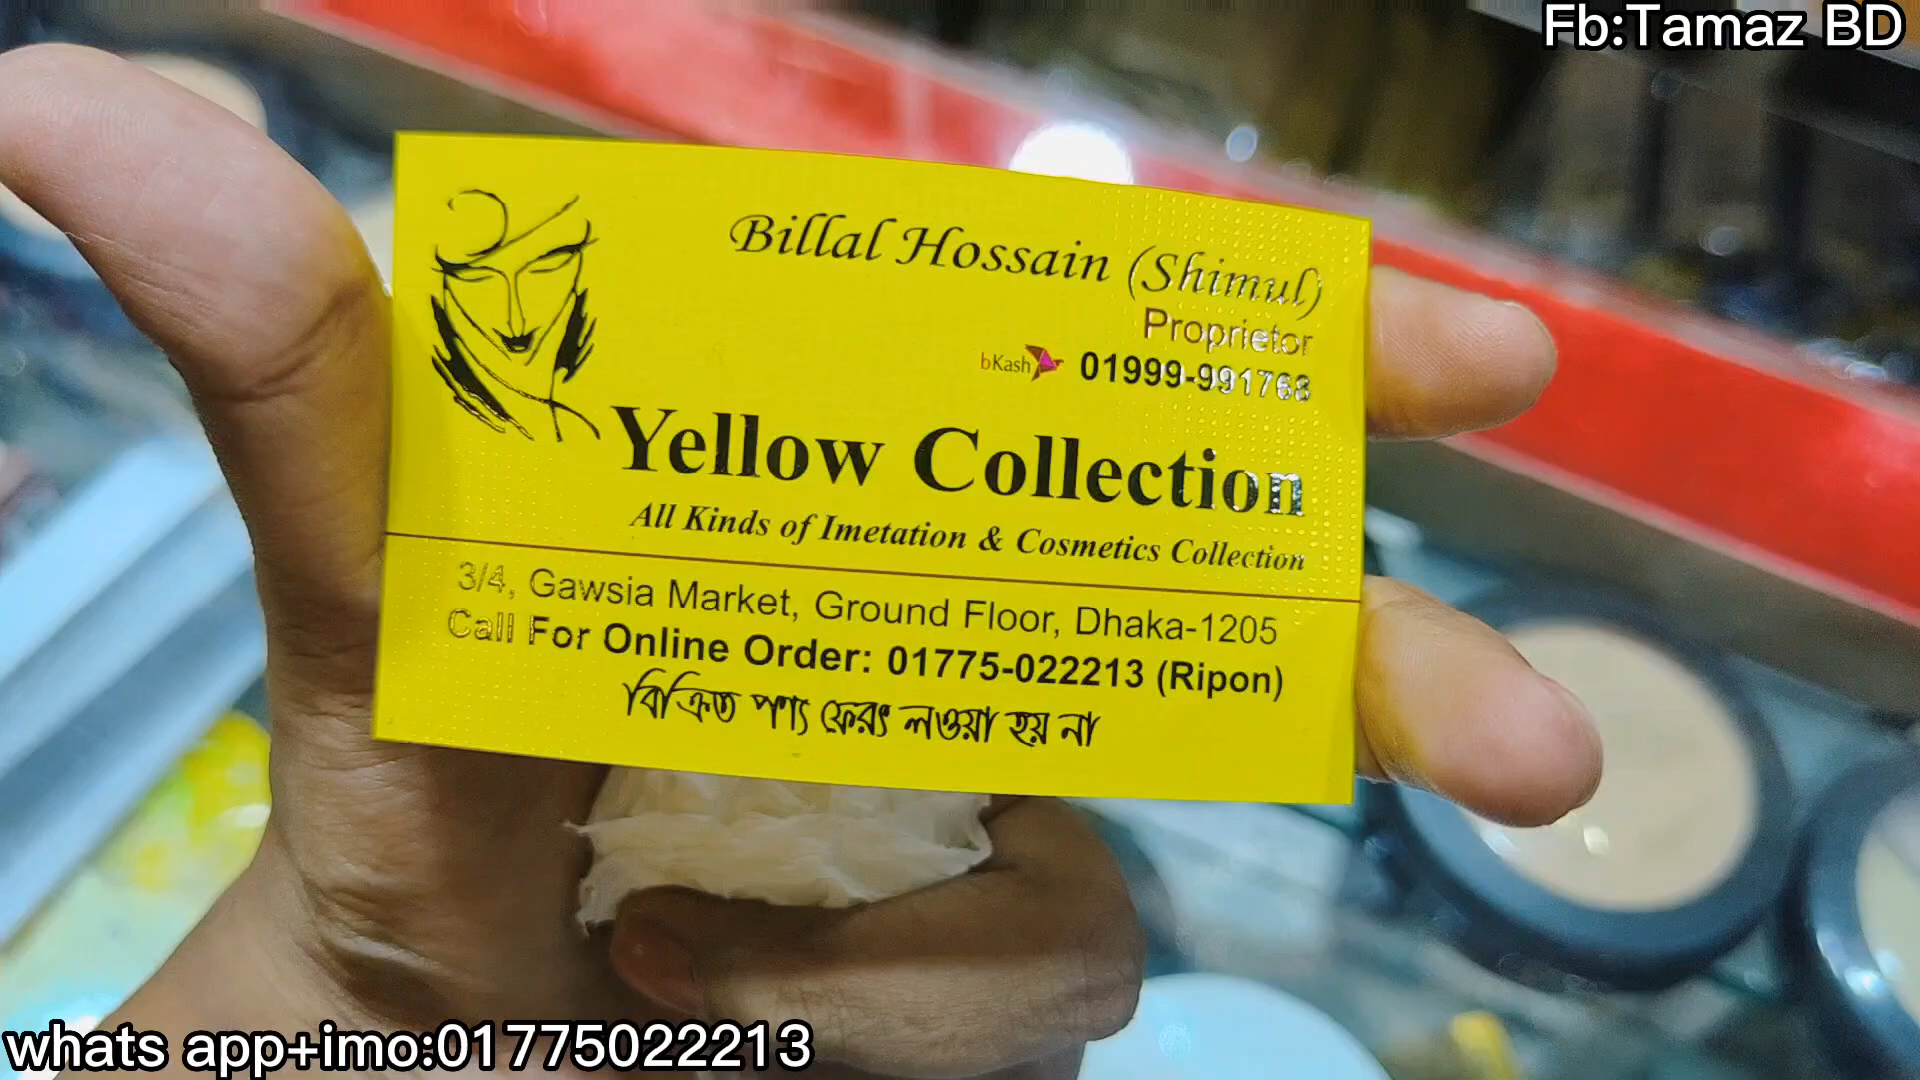 Fb:Tamaz BD
Billal Hossain (Shimul)
Proprietor
bKash 01999-991768
Yellow Collection
All Kinds of Imetation & Cosmetics Collection
3/4, Gawsia Market, Ground Floor, Dhaka-1205
Call For Online Order: 01775-022213 (Ripon)
বিক্রিত পণ্য ফেরৎ লওয়া হয় না
whats app+imo:01775022213